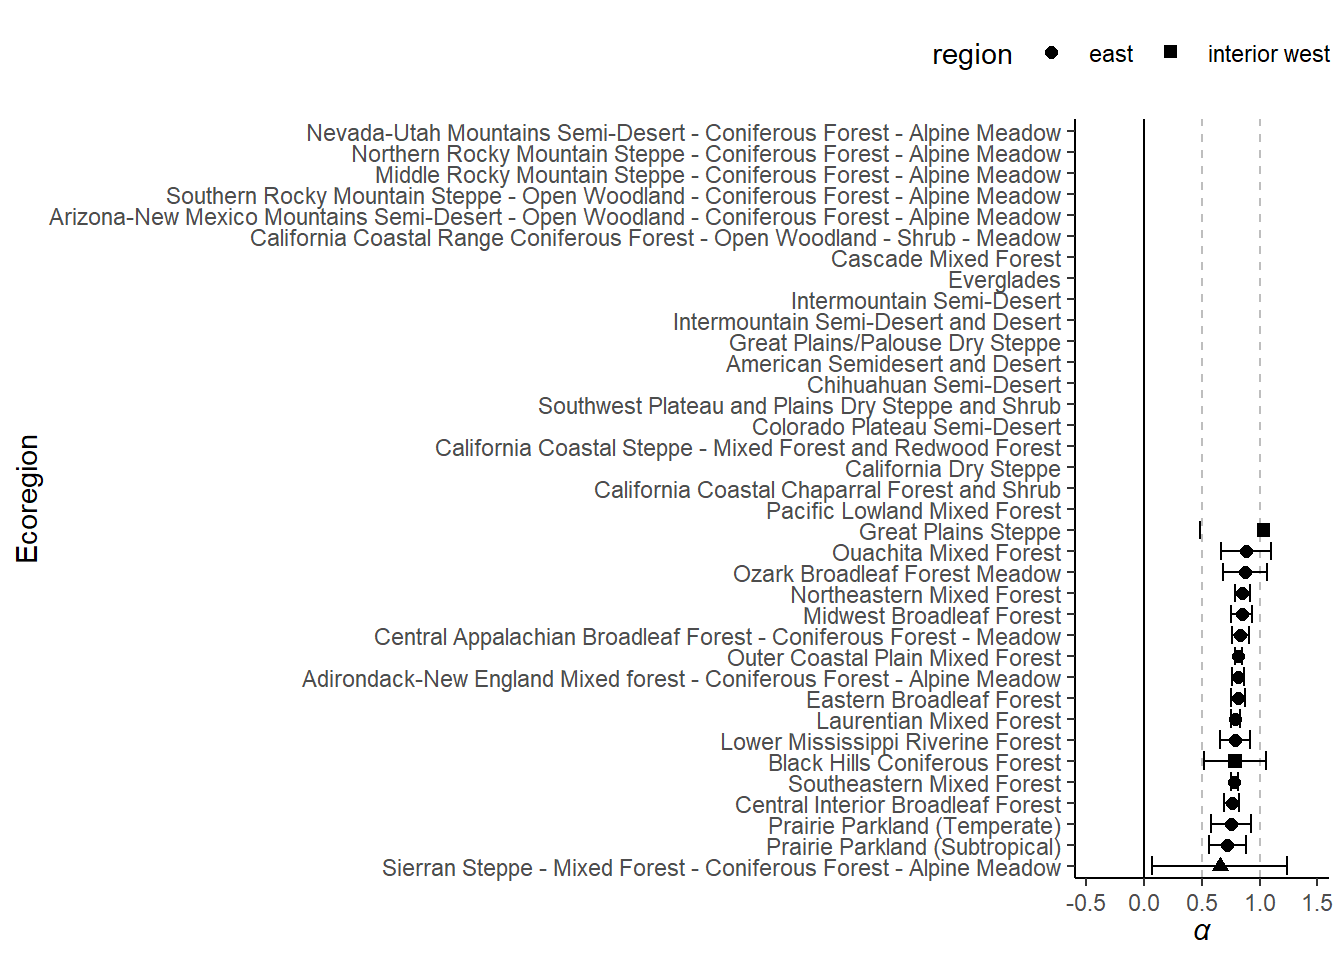 region east interior west
Nevada-Utah Mountains Semi-Desert - Coniferous Forest - Alpine Meadow
Northern Rocky Mountain Steppe - Coniferous Forest - Alpine Meadow
Middle Rocky Mountain Steppe - Coniferous Forest - Alpine Meadow
Southern Rocky Mountain Steppe - Open Woodland - Coniferous Forest - Alpine Meadow
Arizona-New Mexico Mountains Semi-Desert - Open Woodland - Coniferous Forest - Alpine Meadow
California Coastal Range Coniferous Forest - Open Woodland - Shrub - Meadow
Cascade Mixed Forest
Everglades
Intermountain Semi-Desert
Intermountain Semi-Desert and Desert
Great Plains/Palouse Dry Steppe
American Semidesert and Desert
Chihuahuan Semi-Desert
Southwest Plateau and Plains Dry Steppe and Shrub
Colorado Plateau Semi-Desert
California Coastal Steppe - Mixed Forest and Redwood Forest
California Dry Steppe
California Coastal Chaparral Forest and Shrub
Pacific Lowland Mixed Forest
Great Plains Steppe
Ouachita Mixed Forest
Ozark Broadleaf Forest Meadow
Northeastern Mixed Forest
Midwest Broadleaf Forest
Central Appalachian Broadleaf Forest - Coniferous Forest - Meadow
Outer Coastal Plain Mixed Forest
Adirondack-New England Mixed forest - Coniferous Forest - Alpine Meadow
Eastern Broadleaf Forest
Laurentian Mixed Forest
Lower Mississippi Riverine Forest
Black Hills Coniferous Forest
Southeastern Mixed Forest
Central Interior Broadleaf Forest
Prairie Parkland (Temperate)
Prairie Parkland (Subtropical)
Sierran Steppe - Mixed Forest - Coniferous Forest - Alpine Meadow
Ecoregion
-0.5 0.0 0.5 1.0 1.5
α